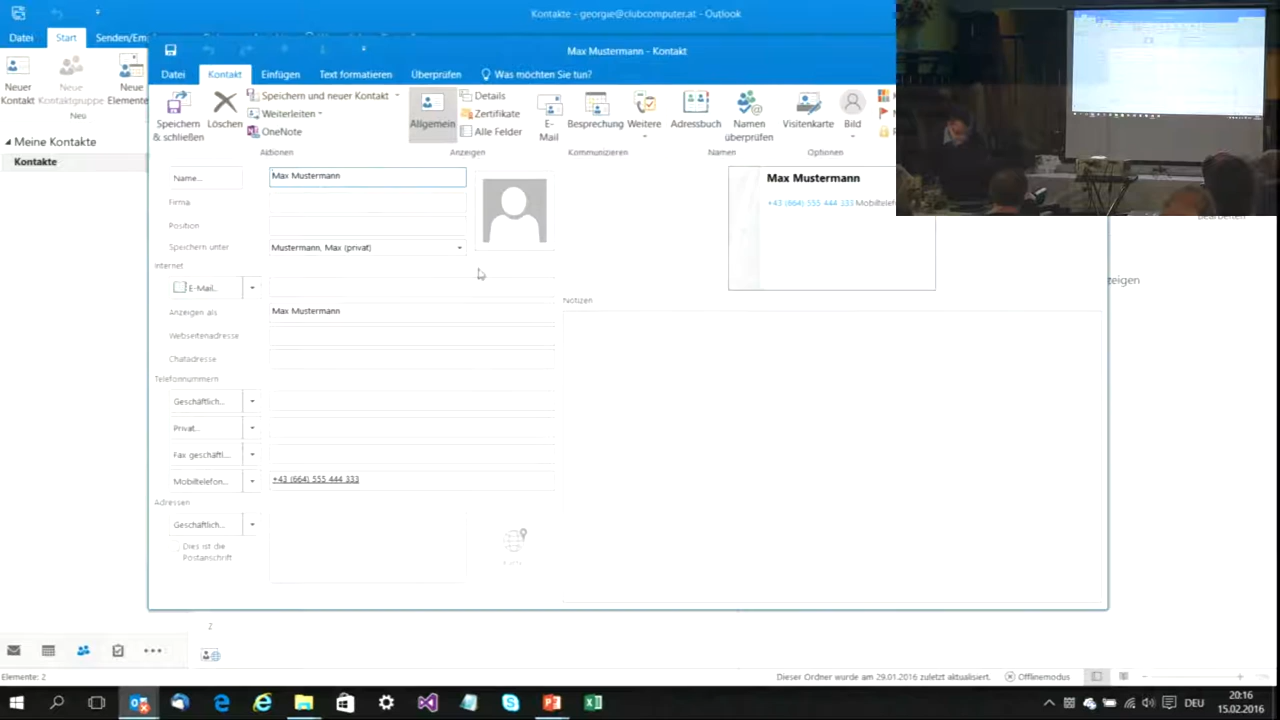 Kontakte - georgie@clubcomputer.at - Outlook
Datei Start Senden/Em
Max Mustermann - Kontakt
Datei Kontakt Einfügen Text formatieren Überprüfen Was möchten Sie tun?
Neuer Kontakt
Neue Kontaktgruppe
Neue Elemente
Neu
Speichern & schließen
Löschen
Speichern und neuer Kontakt
Weiterleiten
OneNote
Aktionen
Allgemein
Details
Zertifikate
Alle Felder
Anzeigen
E-Mail
Besprechung
Weitere
Kommunizieren
Adressbuch
Namen überprüfen
Namen
Visitenkarte
Bild
Optionen
Meine Kontakte
Kontakte
Name... Max Mustermann
Firma
Position
Speichern unter Mustermann, Max (privat)
Internet
E-Mail...
Anzeigen als Max Mustermann
Webseitenadresse
Chatadresse
Telefonnummern
Geschäftlich...
Privat...
Fax geschäftl...
Mobiltelefon... +43 (664) 555 444 333
Adressen
Geschäftlich...
Dies ist die
Postanschrift
Max Mustermann
+43 (664) 555 444 333 Mobiltelef
Notizen
Bearbeiten
zeigen
Z
Elemente: 2
Dieser Ordner wurde am 29.01.2016 zuletzt aktualisiert.
Offlinemodus
DEU
20:16
15.02.2016